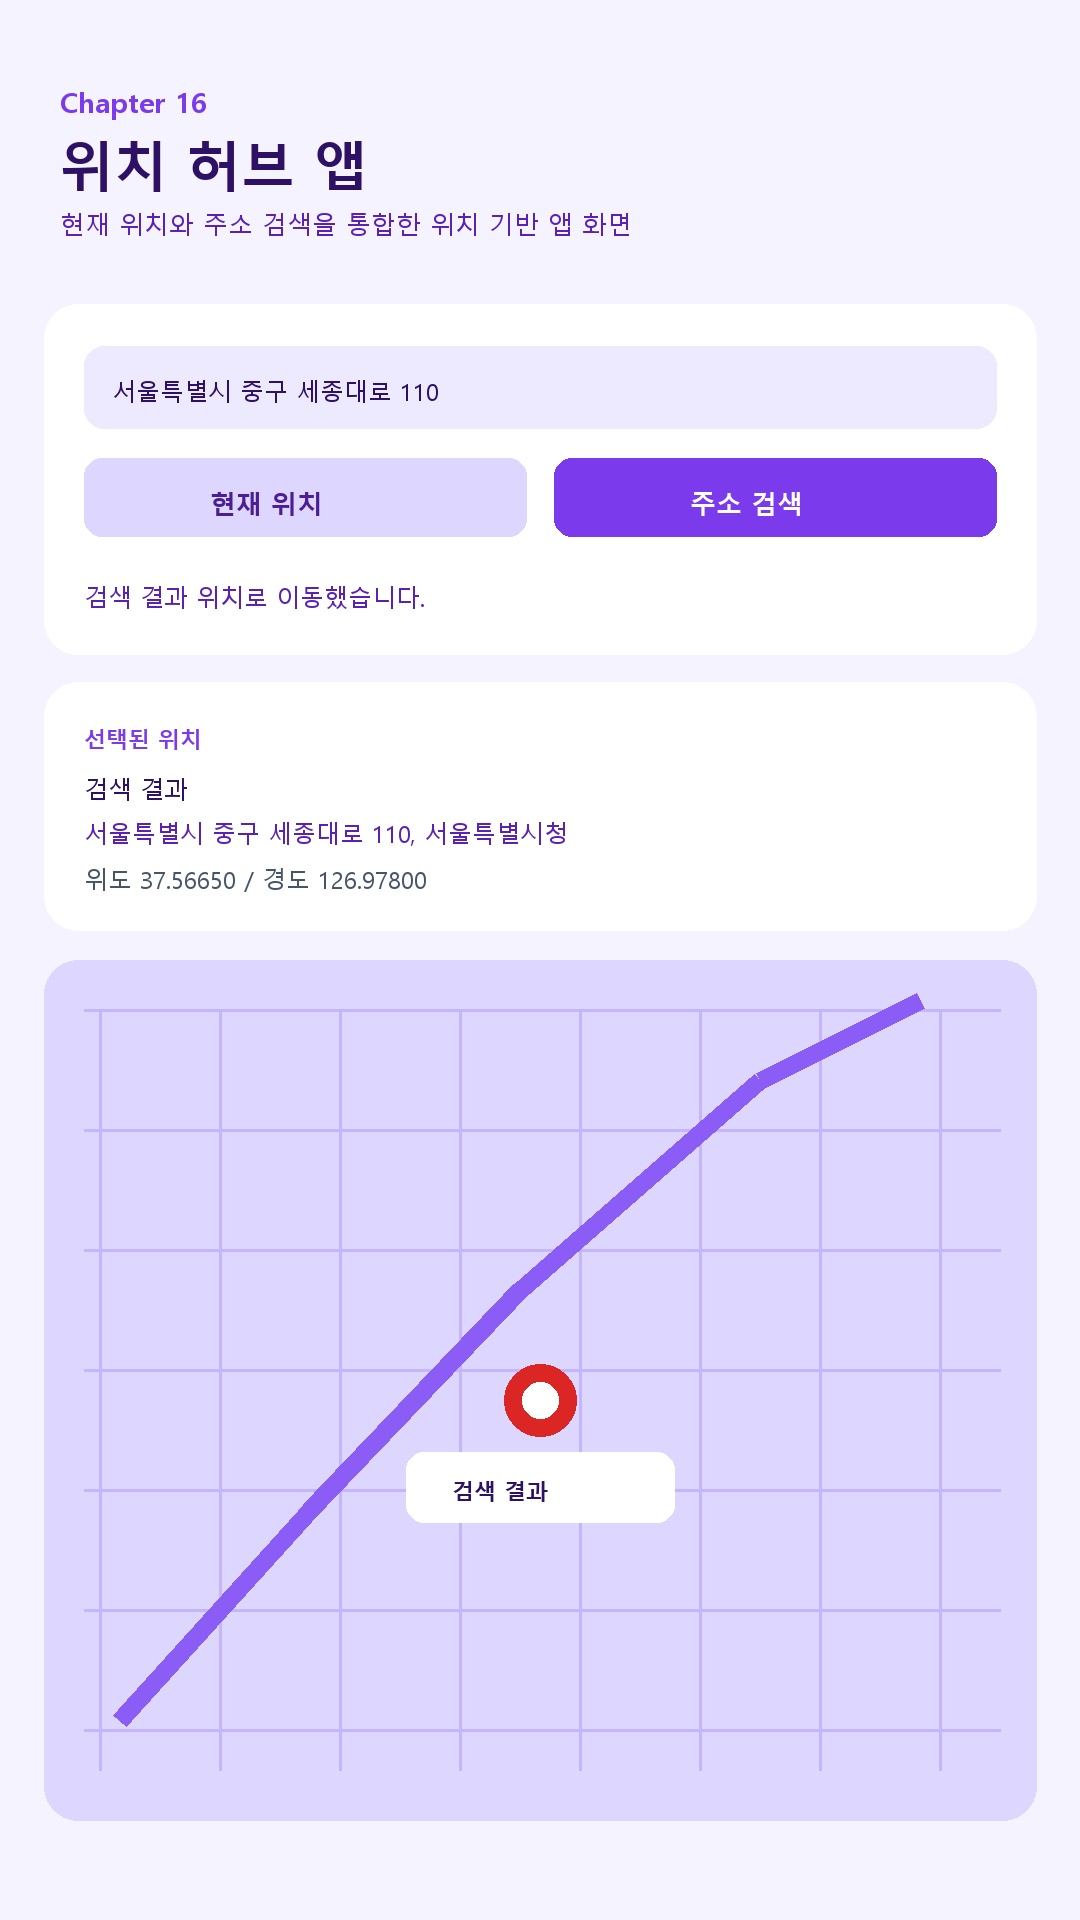 Chapter 16
위치 허브 앱
현재 위치와 주소 검색을 통합한 위치 기반 앱 화면
서울특별시 중구 세종대로 110
현재 위치
주소 검색
검색 결과 위치로 이동했습니다.
선택된 위치
검색 결과
서울특별시 중구 세종대로 110, 서울특별시청
위도 37.56650 / 경도 126.97800
검색 결과